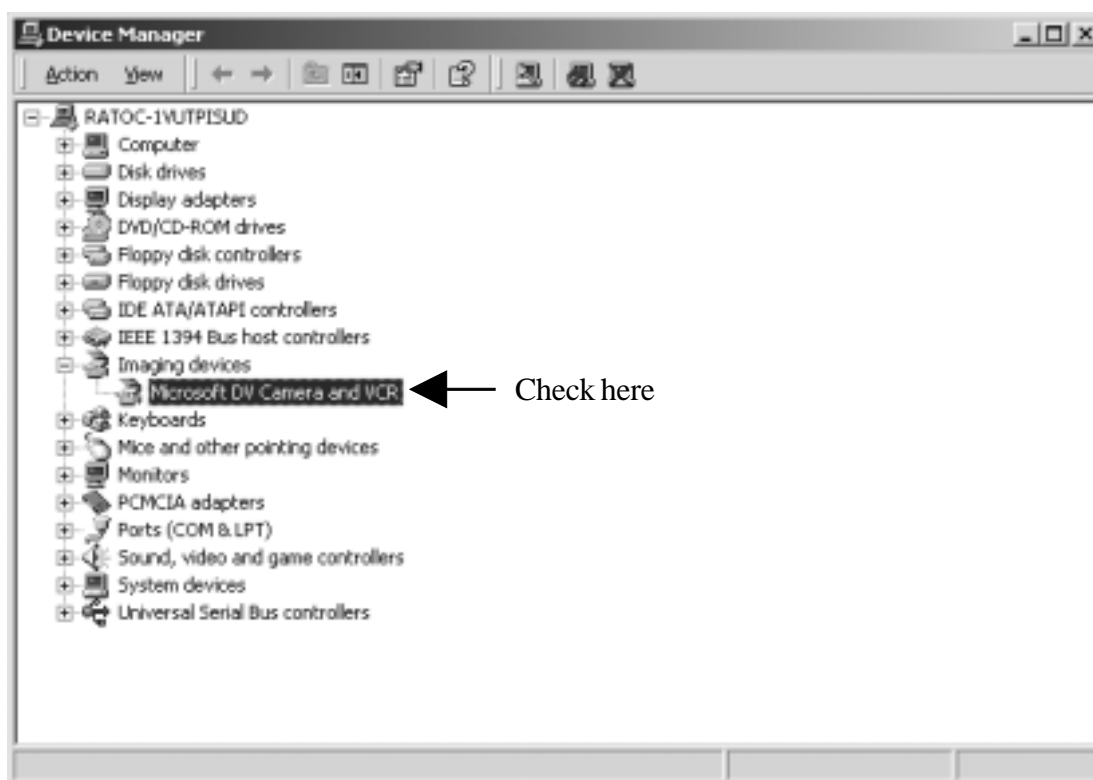 Device Manager
Action View
RATOC-1VUTPISUD
Computer
Disk drives
Display adapters
DVD/CD-ROM drives
Floppy disk controllers
Floppy disk drives
IDE ATA/ATAPI controllers
IEEE 1394 Bus host controllers
Imaging devices
Microsoft DV Camera and VCR Check here
Keyboards
Mice and other pointing devices
Monitors
PCMCIA adapters
Ports (COM & LPT)
Sound, video and game controllers
System devices
Universal Serial Bus controllers